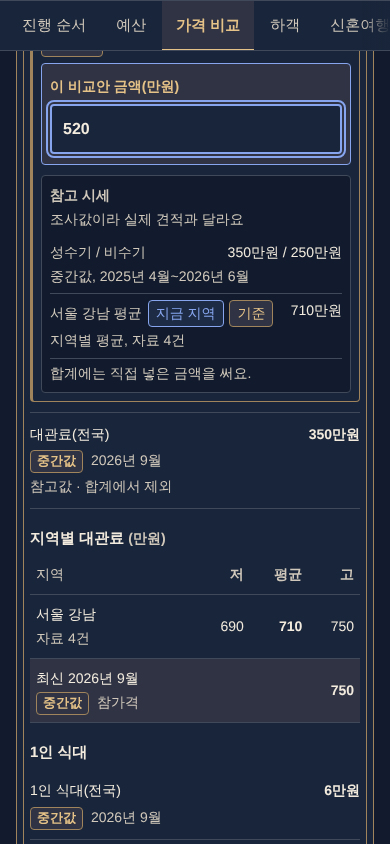 진행 순서 예산 가격 비교 하객 신혼여행
이 비교안 금액(만원)
520
참고 시세
조사값이라 실제 견적과 달라요
성수기 / 비수기 350만원 / 250만원
중간값, 2025년 4월~2026년 6월
서울 강남 평균 지금 지역 기준 710만원
지역별 평균, 자료 4건
합계에는 직접 넣은 금액을 써요.
대관료(전국) 350만원
중간값 2026년 9월
참고값 · 합계에서 제외
지역별 대관료 (만원)
지역 저 평균 고
서울 강남 690 710 750
자료 4건
최신 2026년 9월 750
중간값 참가격
1인 식대
1인 식대(전국) 6만원
중간값 2026년 9월